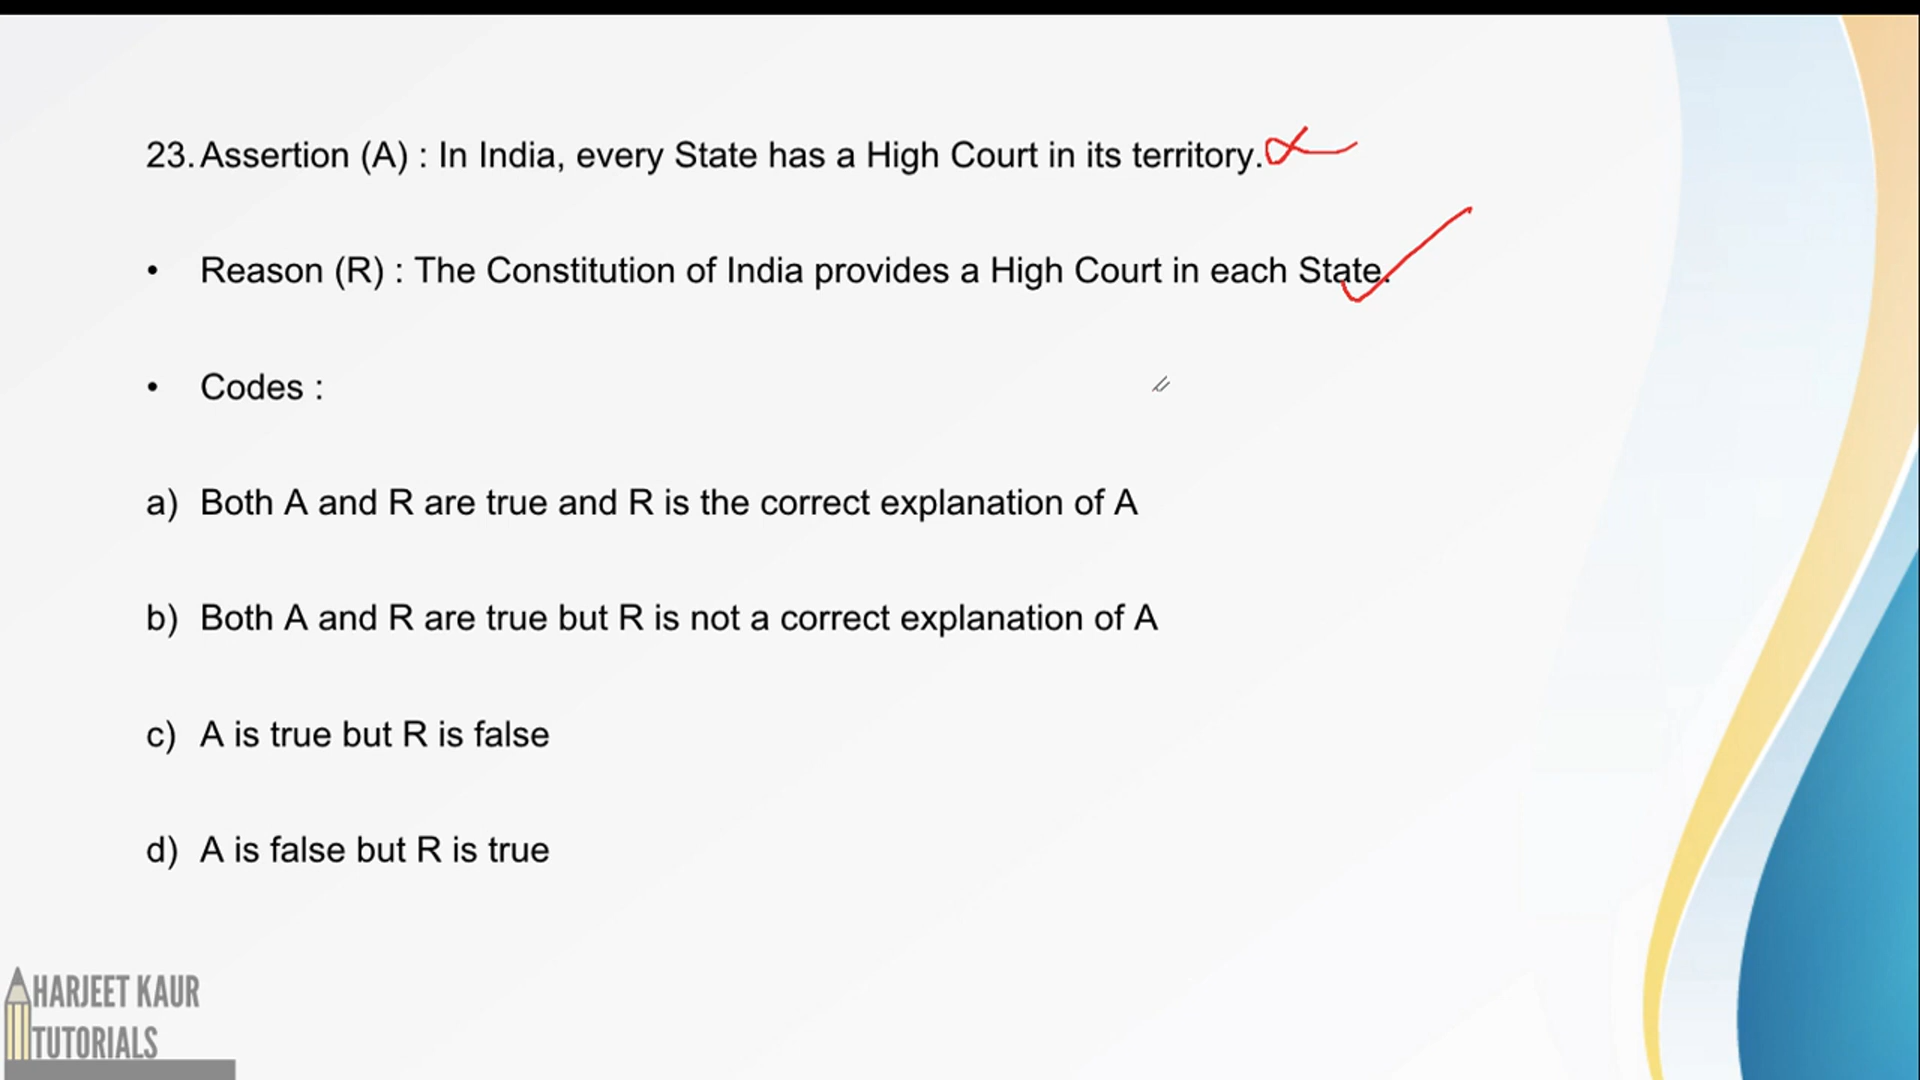 23. Assertion (A) : In India, every State has a High Court in its territory.
• Reason (R) : The Constitution of India provides a High Court in each State.
• Codes :
a) Both A and R are true and R is the correct explanation of A
b) Both A and R are true but R is not a correct explanation of A
c) A is true but R is false
d) A is false but R is true
HARJEET KAUR
TUTORIALS